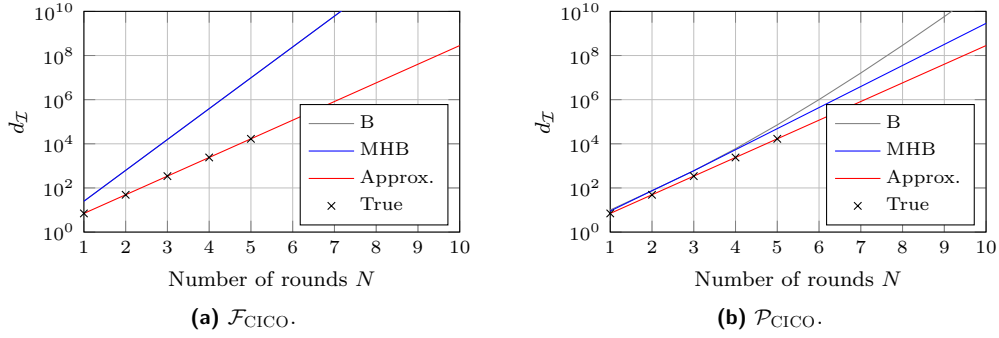 10^10
10^8
10^6
10^4
10^2
10^0
d_I
B
MHB
Approx.
True
1 2 3 4 5 6 7 8 9 10
Number of rounds N
(a) F_CICO.
10^10
10^8
10^6
10^4
10^2
10^0
d_I
B
MHB
Approx.
True
1 2 3 4 5 6 7 8 9 10
Number of rounds N
(b) P_CICO.